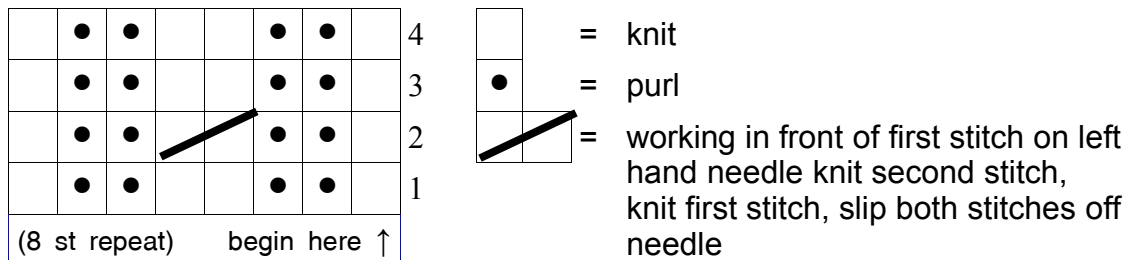 4
= knit
3
= purl
2
= working in front of first stitch on left
hand needle knit second stitch,
1
knit first stitch, slip both stitches off
needle
(8 st repeat) begin here ↑